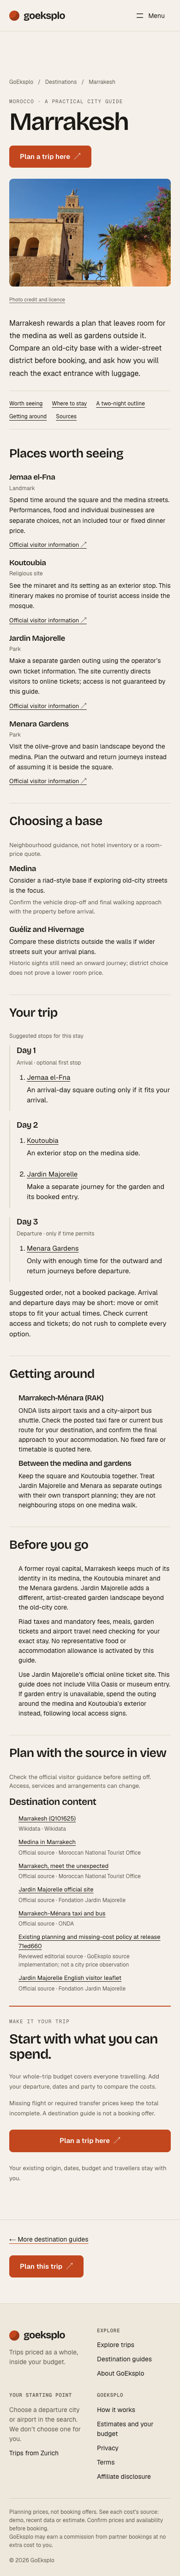 goeksplo
Menu
GoEksplo / Destinations / Marrakesh
MOROCCO · A PRACTICAL CITY GUIDE
Marrakesh
Plan a trip here ↗
Photo credit and licence
Marrakesh rewards a plan that leaves room for
the medina as well as gardens outside it.
Compare an old-city base with a wider-street
district before booking, and ask how you will
reach the exact entrance with luggage.
Worth seeing Where to stay A two-night outline
Getting around Sources
Places worth seeing
Jemaa el-Fna
Landmark
Spend time around the square and the medina streets.
Performances, food and individual businesses are
separate choices, not an included tour or fixed dinner
price.
Official visitor information ↗
Koutoubia
Religious site
See the minaret and its setting as an exterior stop. This
itinerary makes no promise of tourist access inside the
mosque.
Official visitor information ↗
Jardin Majorelle
Park
Make a separate garden outing using the operator's
own ticket information. The site currently directs
visitors to online tickets; access is not guaranteed by
this guide.
Official visitor information ↗
Menara Gardens
Park
Visit the olive-grove and basin landscape beyond the
medina. Plan the outward and return journeys instead
of assuming it is beside the square.
Official visitor information ↗
Choosing a base
Neighbourhood guidance, not hotel inventory or a room-
price quote.
Medina
Consider a riad-style base if exploring old-city streets
is the focus.
Confirm the vehicle drop-off and final walking approach
with the property before arrival.
Guéliz and Hivernage
Compare these districts outside the walls if wider
streets suit your arrival plans.
Historic sights still need an onward journey; district choice
does not prove a lower room price.
Your trip
Suggested stops for this stay
Day 1
Arrival · optional first stop
1. Jemaa el-Fna
An arrival-day square outing only if it fits your
arrival.
Day 2
1. Koutoubia
An exterior stop on the medina side.
2. Jardin Majorelle
Make a separate journey for the garden and
its booked entry.
Day 3
Departure · only if time permits
1. Menara Gardens
Only with enough time for the outward and
return journeys before departure.
Suggested order, not a booked package. Arrival
and departure days may be short: move or omit
stops to fit your actual times. Check current
access and tickets; do not rush to complete every
option.
Getting around
Marrakech-Ménara (RAK)
ONDA lists airport taxis and a city-airport bus
shuttle. Check the posted taxi fare or current bus
route for your destination, and confirm the final
approach to your accommodation. No fixed fare or
timetable is quoted here.
Between the medina and gardens
Keep the square and Koutoubia together. Treat
Jardin Majorelle and Menara as separate outings
with their own transport planning; they are not
neighbouring stops on one medina walk.
Before you go
A former royal capital, Marrakech keeps much of its
identity in its medina, the Koutoubia minaret and
the Menara gardens. Jardin Majorelle adds a
different, artist-created garden landscape beyond
the old-city core.
Riad taxes and mandatory fees, meals, garden
tickets and airport travel need checking for your
exact stay. No representative food or
accommodation allowance is activated by this
guide.
Use Jardin Majorelle's official online ticket site. This
guide does not include Villa Oasis or museum entry.
If garden entry is unavailable, spend the outing
around the medina and Koutoubia's exterior
instead, following local access signs.
Plan with the source in view
Check the official visitor guidance before setting off.
Access, services and arrangements can change.
Destination content
Marrakesh (Q101625)
Wikidata · Wikidata
Medina in Marrakech
Official source · Moroccan National Tourist Office
Marrakech, meet the unexpected
Official source · Moroccan National Tourist Office
Jardin Majorelle official site
Official source · Fondation Jardin Majorelle
Marrakech-Ménara taxi and bus
Official source · ONDA
Existing planning and missing-cost policy at release
71ed660
Reviewed editorial source · GoEksplo source
implementation; not a city price observation
Jardin Majorelle English visitor leaflet
Official source · Fondation Jardin Majorelle
MAKE IT YOUR TRIP
Start with what you can
spend.
Your whole-trip budget covers everyone travelling. Add
your departure, dates and party to compare the costs.
Missing flight or required transfer prices keep the total
incomplete. A destination guide is not a booking offer.
Plan a trip here ↗
Your existing origin, dates, budget and travellers stay with
you.
← More destination guides
Plan this trip ↗
goeksplo
Trips priced as a whole,
inside your budget.
EXPLORE
Explore trips
Destination guides
About GoEksplo
YOUR STARTING POINT
Choose a departure city
or airport in the search.
We don't choose one for
you.
Trips from Zurich
GOEKSPLO
How it works
Estimates and your
budget
Privacy
Terms
Affiliate disclosure
Planning prices, not booking offers. See each cost's source:
demo, recent data or estimate. Confirm prices and availability
before booking.
GoEksplo may earn a commission from partner bookings at no
extra cost to you.
© 2026 GoEksplo